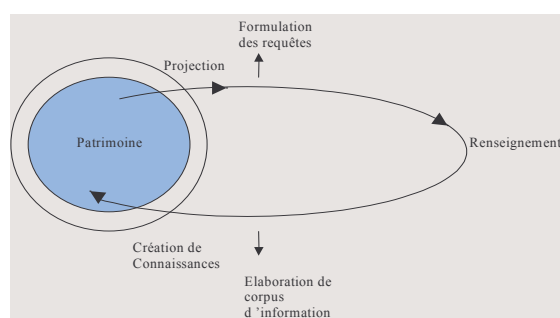 Formulation
des requêtes
Projection
Patrimoine
Renseignement
Création de
Connaissances
Elaboration de
corpus
d ’information